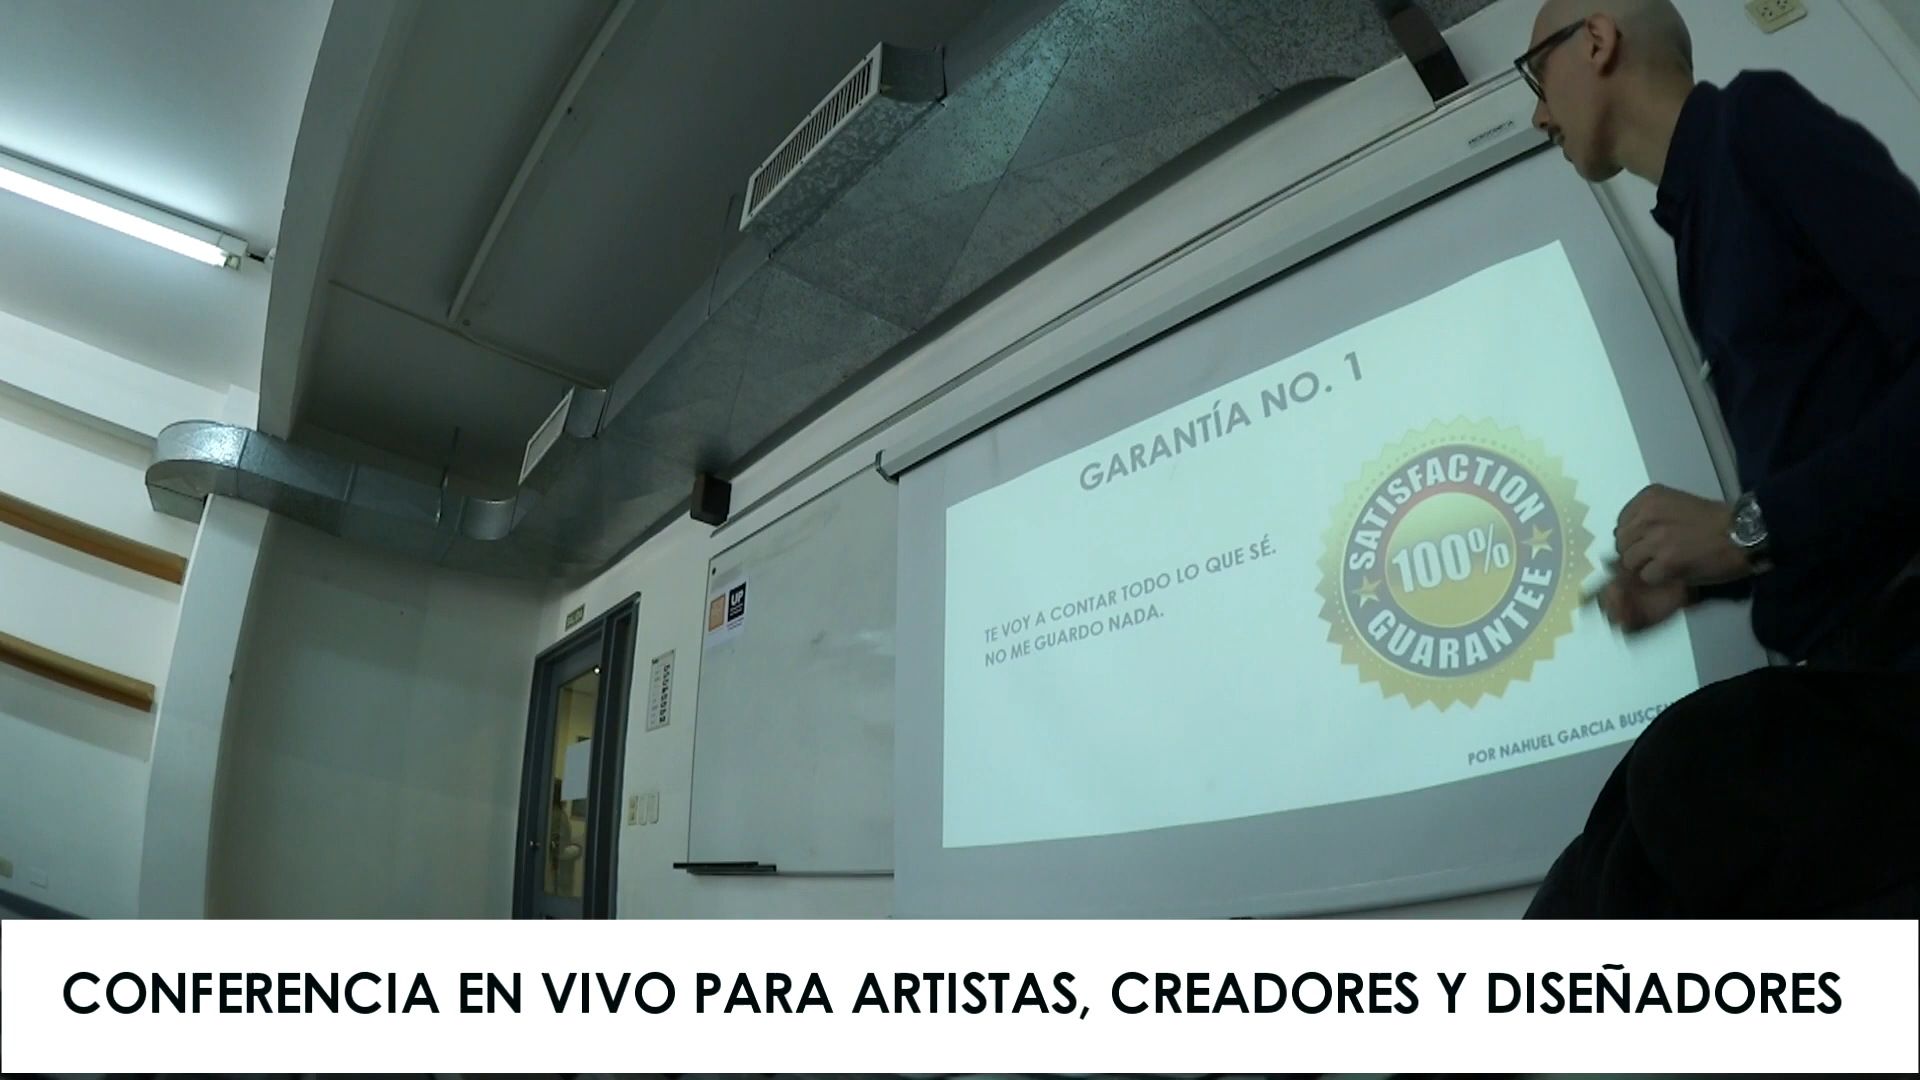 GARANTÍA NO. 1
SATISFACTION
100%
GUARANTEE
TE VOY A CONTAR TODO LO QUE SÉ.
NO ME GUARDO NADA.
POR NAHUEL GARCIA
UP
CONFERENCIA EN VIVO PARA ARTISTAS, CREADORES Y DISEÑADORES